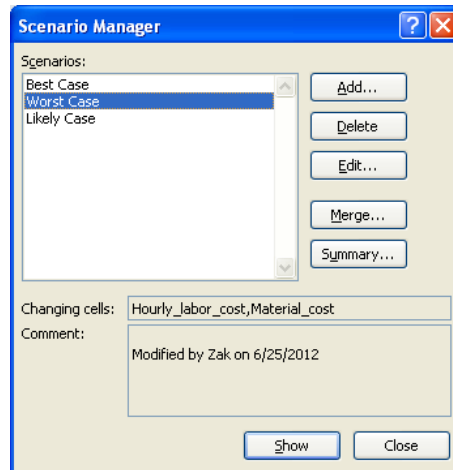 Scenario Manager
Scenarios:
Best Case
Worst Case
Likely Case
Add...
Delete
Edit...
Merge...
Summary...
Changing cells: Hourly_labor_cost,Material_cost
Comment:
Modified by Zak on 6/25/2012
Show Close